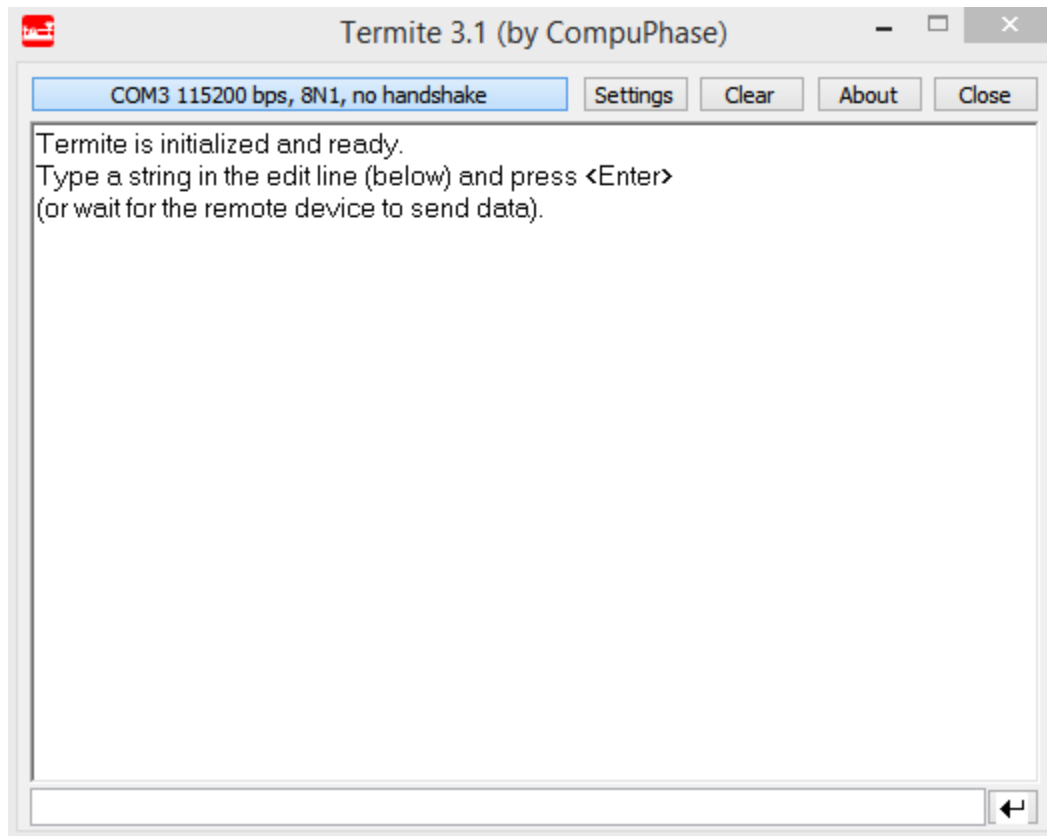 Termite 3.1 (by CompuPhase)
COM3 115200 bps, 8N1, no handshake
Settings
Clear
About
Close
Termite is initialized and ready.
Type a string in the edit line (below) and press <Enter>
(or wait for the remote device to send data).